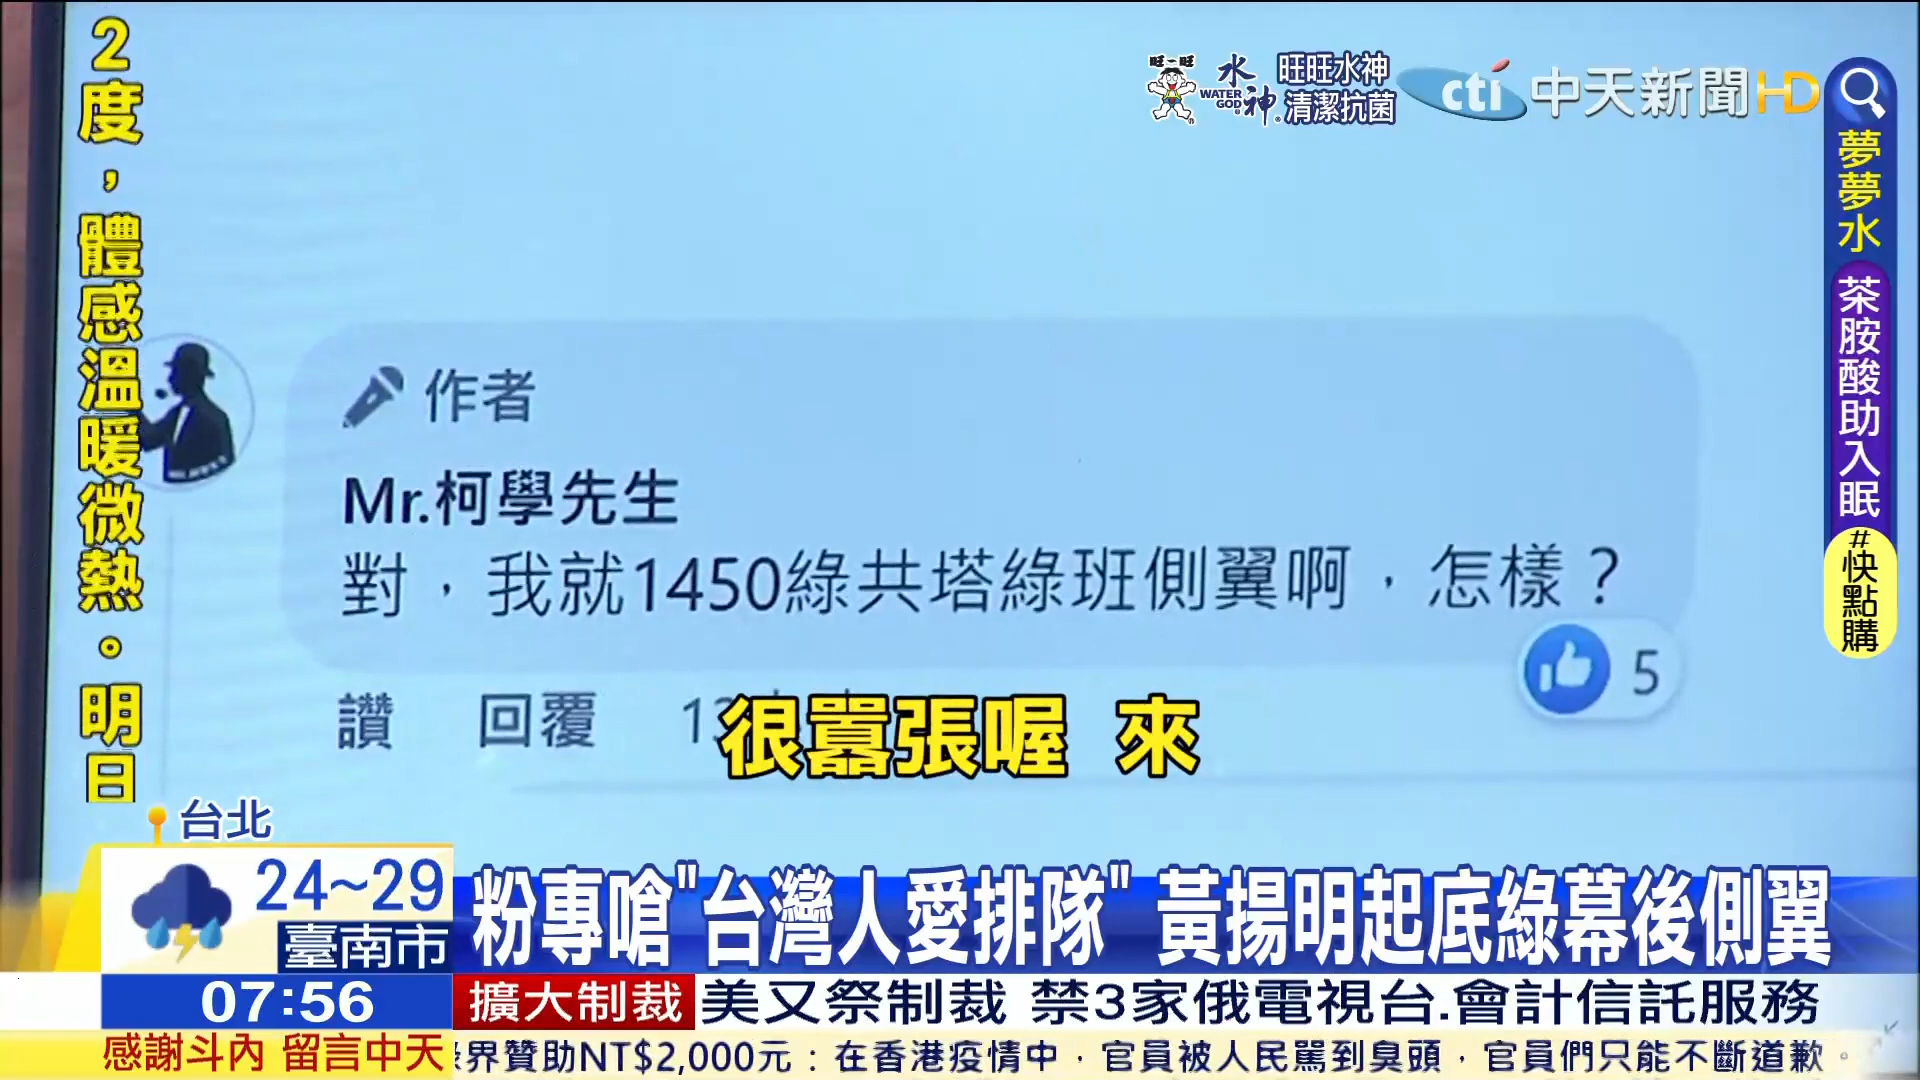 2度，體感溫暖微熱。明日
旺旺
水神
WATER GOD
旺旺水神
清潔抗菌
cti 中天新聞HD
夢夢水
茶胺酸助入眠
#快點購
作者
Mr.柯學先生
對，我就1450綠共塔綠班側翼啊，怎樣？
5
讚 回覆
很囂張喔 來
台北
24~29
臺南市
粉專嗆"台灣人愛排隊" 黃揚明起底綠幕後側翼
07:56
擴大制裁 美又祭制裁 禁3家俄電視台.會計信託服務
感謝斗內 留言中天
界贊助NT$2,000元：在香港疫情中，官員被人民罵到臭頭，官員們只能不斷道歉。